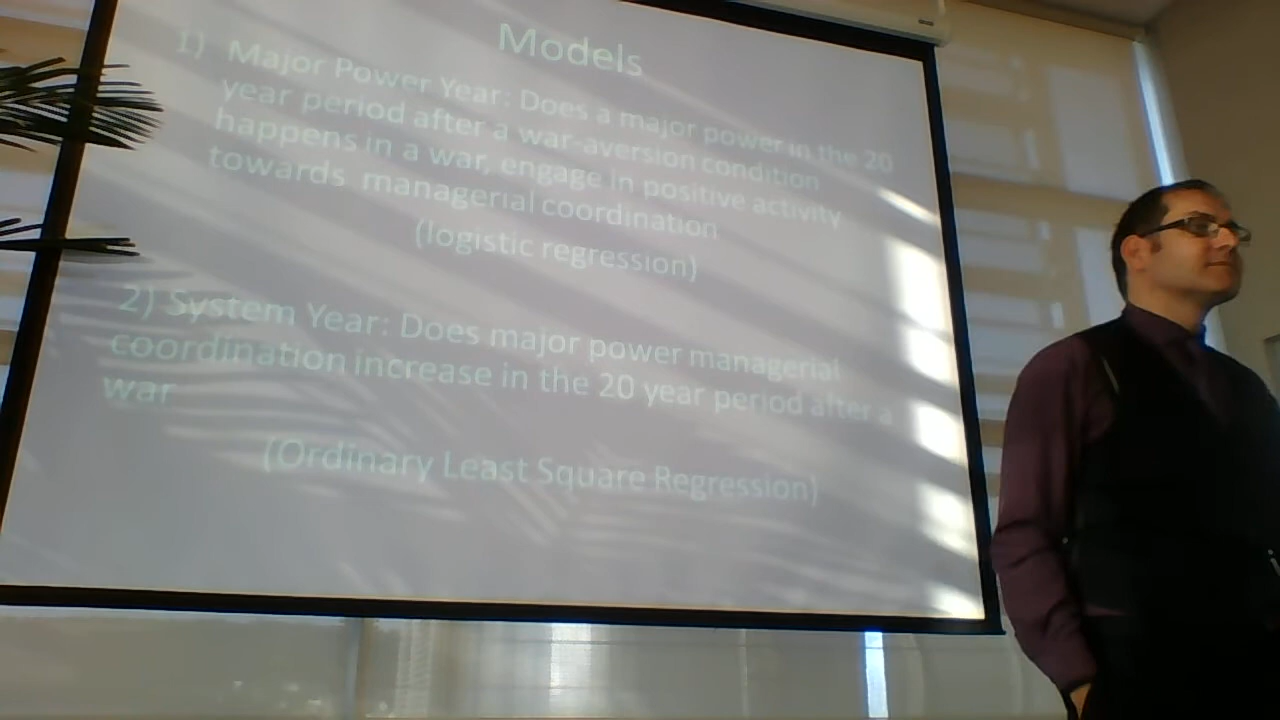 Models
1) Major Power Year: Does a major power in the 20
year period after a war-aversion condition
happens in a war, engage in positive activity
towards managerial coordination
(logistic regression)
2) System Year: Does major power managerial
coordination increase in the 20 year period after a
war
(Ordinary Least Square Regression)